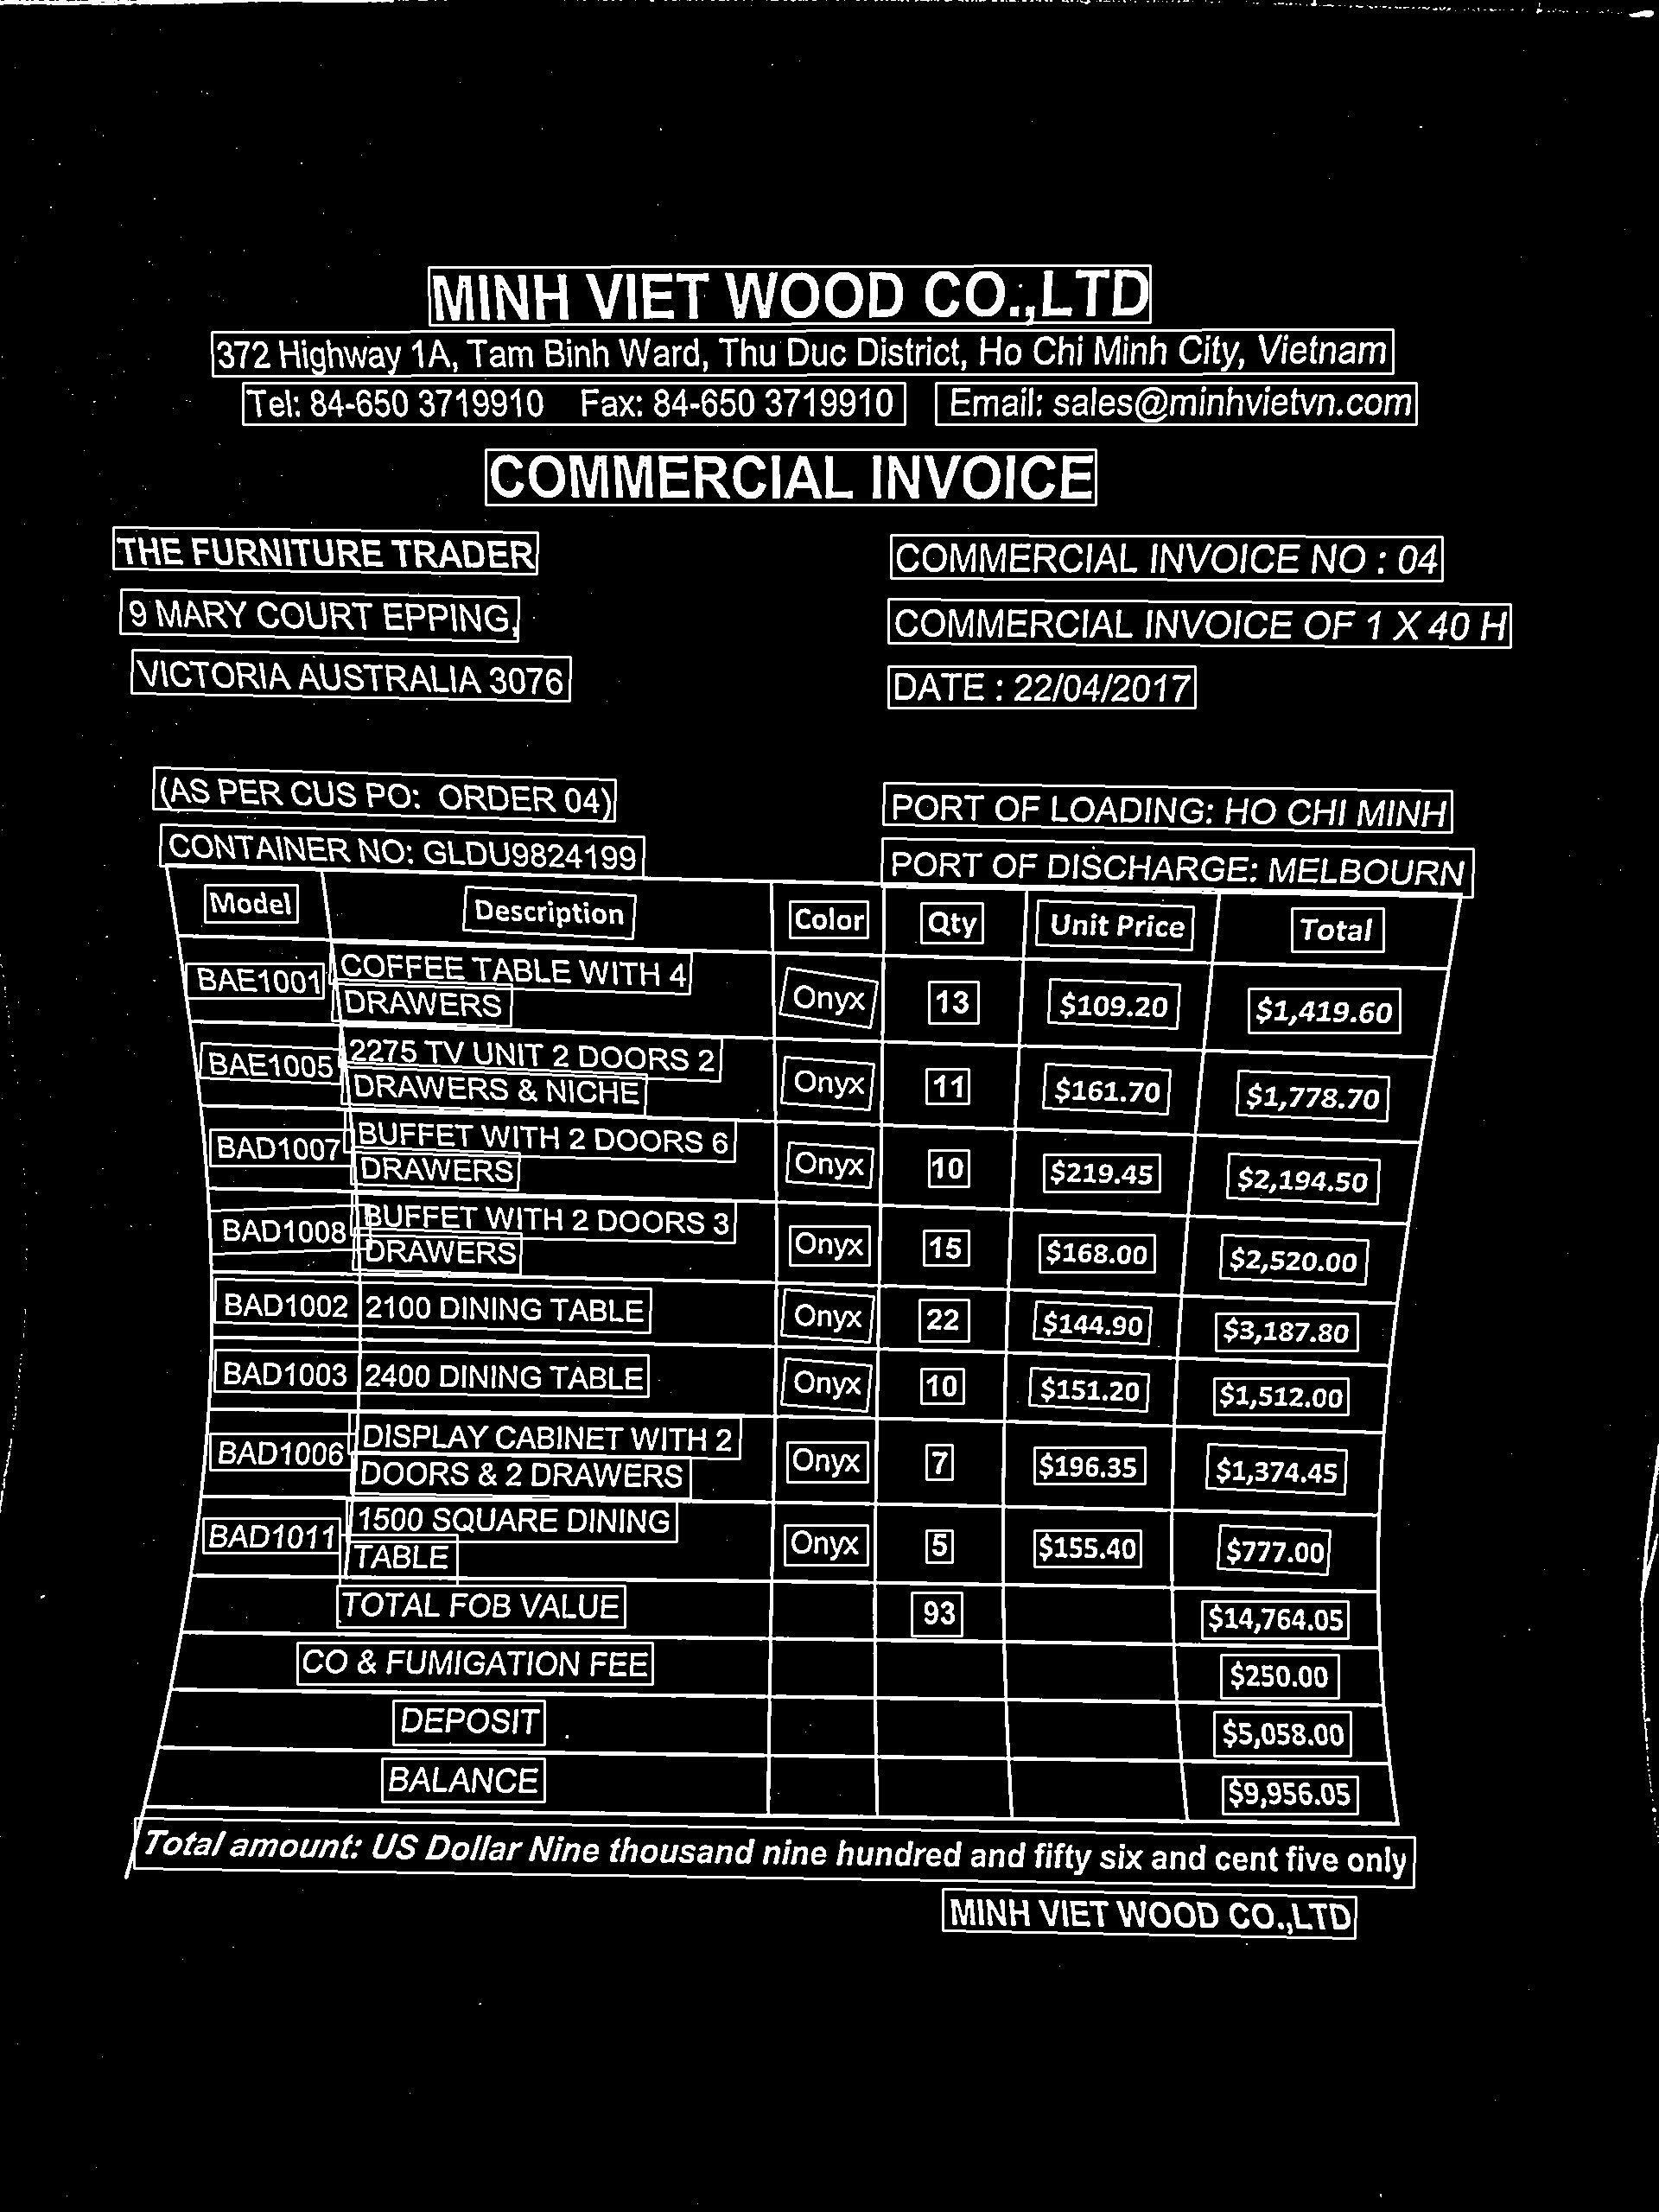 MINH VIET WOOD CO.,LTD
372 Highway 1A, Tam Binh Ward, Thu Duc District, Ho Chi Minh City, Vietnam
Tel: 84-650 3719910 Fax: 84-650 3719910 Email: sales@minhvietvn.com
COMMERCIAL INVOICE
THE FURNITURE TRADER COMMERCIAL INVOICE NO : 04
9 MARY COURT EPPING, COMMERCIAL INVOICE OF 1 X 40 H
VICTORIA AUSTRALIA 3076 DATE : 22/04/2017
(AS PER CUS PO: ORDER 04) PORT OF LOADING: HO CHI MINH
CONTAINER NO: GLDU9824199 PORT OF DISCHARGE: MELBOURN
Model Description Color Qty Unit Price Total
BAE1001 COFFEE TABLE WITH 4 Onyx 13 $109.20 $1,419.60
DRAWERS
BAE1005 2275 TV UNIT 2 DOORS 2 Onyx 11 $161.70 $1,778.70
DRAWERS & NICHE
BAD1007 BUFFET WITH 2 DOORS 6 Onyx 10 $219.45 $2,194.50
DRAWERS
BAD1008 BUFFET WITH 2 DOORS 3 Onyx 15 $168.00 $2,520.00
DRAWERS
BAD1002 2100 DINING TABLE Onyx 22 $144.90 $3,187.80
BAD1003 2400 DINING TABLE Onyx 10 $151.20 $1,512.00
BAD1006 DISPLAY CABINET WITH 2 Onyx 7 $196.35 $1,374.45
DOORS & 2 DRAWERS
BAD1011 1500 SQUARE DINING Onyx 5 $155.40 $777.00
TABLE
TOTAL FOB VALUE 93 $14,764.05
CO & FUMIGATION FEE $250.00
DEPOSIT $5,058.00
BALANCE $9,956.05
Total amount: US Dollar Nine thousand nine hundred and fifty six and cent five only
MINH VIET WOOD CO.,LTD